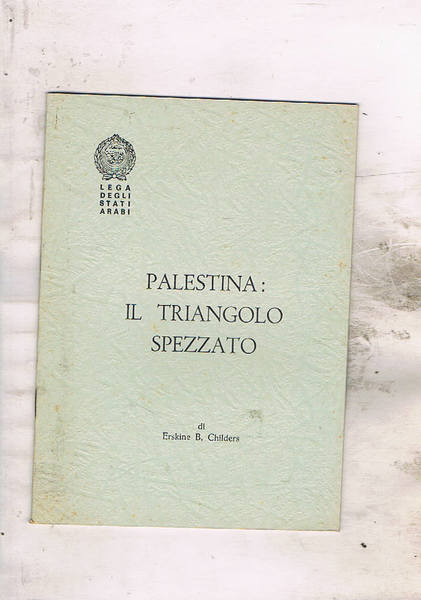 LEGA
DEGLI
STATI
ARABI
PALESTINA:
IL TRIANGOLO
SPEZZATO
di
Erskine B. Childers